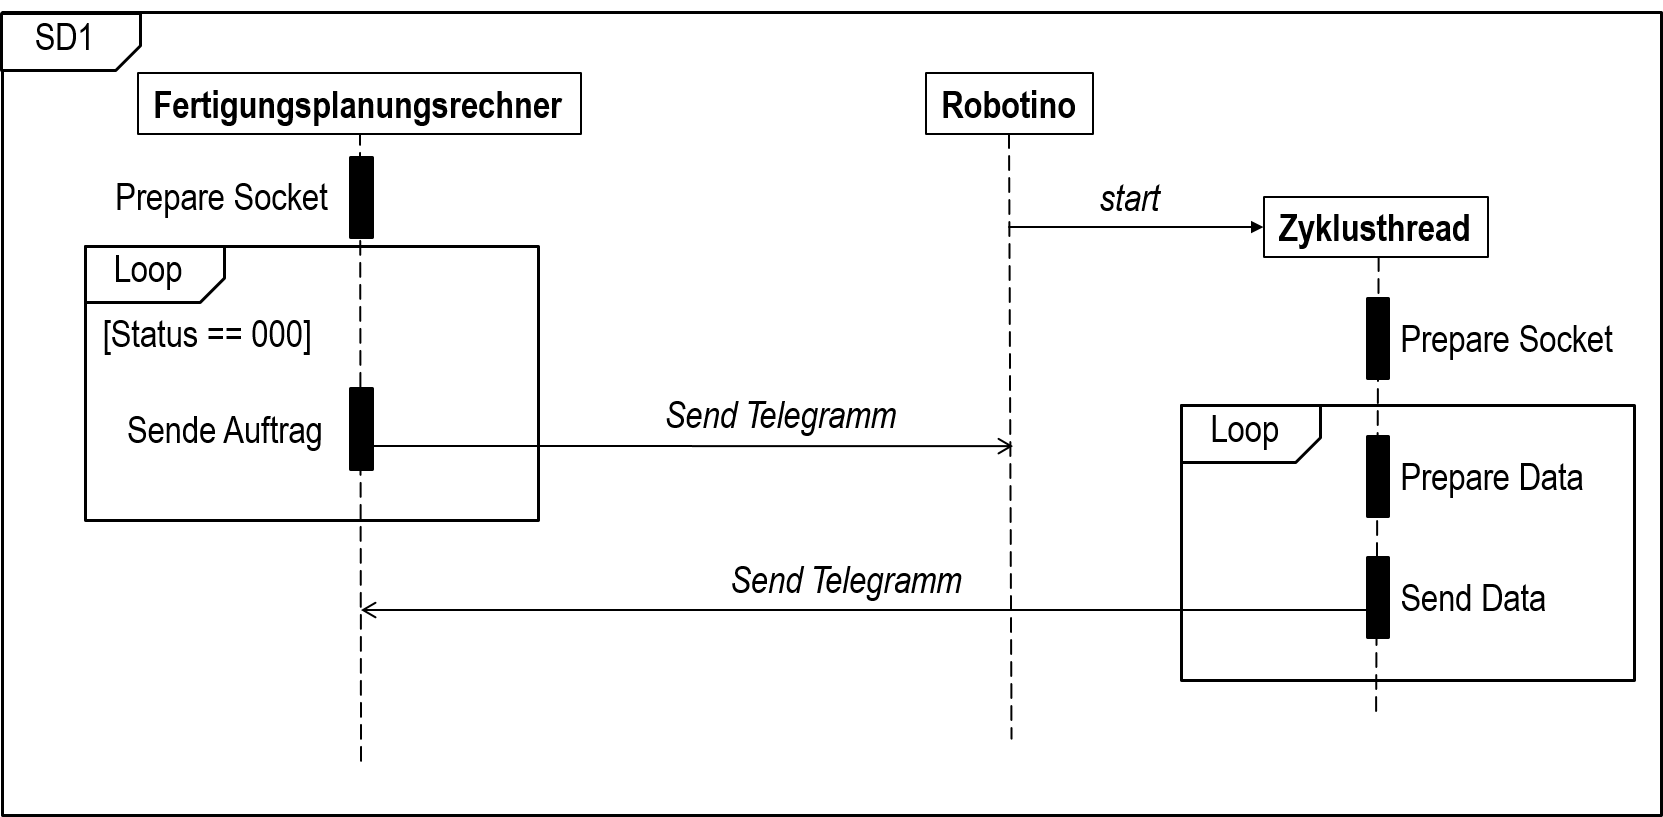 SD1
Fertigungsplanungsrechner
Robotino
Prepare Socket
start
Zyklusthread
Loop
[Status == 000]
Prepare Socket
Sende Auftrag
Send Telegramm
Loop
Prepare Data
Send Telegramm
Send Data